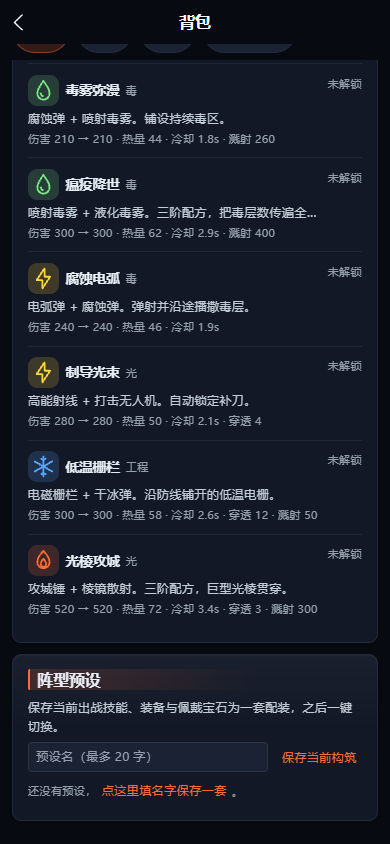 背包
毒雾弥漫 毒
未解锁
腐蚀弹 + 喷射毒雾。铺设持续毒区。
伤害 210 → 210 · 热量 44 · 冷却 1.8s · 溅射 260
瘟疫降世 毒
未解锁
喷射毒雾 + 液化毒雾。三阶配方，把毒层数传遍全...
伤害 300 → 300 · 热量 62 · 冷却 2.9s · 溅射 400
腐蚀电弧 毒
未解锁
电弧弹 + 腐蚀弹。弹射并沿途播撒毒层。
伤害 240 → 240 · 热量 46 · 冷却 1.9s
制导光束 光
未解锁
高能射线 + 打击无人机。自动锁定补刀。
伤害 280 → 280 · 热量 50 · 冷却 2.1s · 穿透 4
低温栅栏 工程
未解锁
电磁栅栏 + 干冰弹。沿防线铺开的低温电栅。
伤害 300 → 300 · 热量 58 · 冷却 2.6s · 穿透 12 · 溅射 50
光棱攻城 光
未解锁
攻城锤 + 棱镜散射。三阶配方，巨型光棱贯穿。
伤害 520 → 520 · 热量 72 · 冷却 3.4s · 穿透 3 · 溅射 300
阵型预设
保存当前出战技能、装备与佩戴宝石为一套配装，之后一键
切换。
预设名（最多 20 字）
保存当前构筑
还没有预设， 点这里填名字保存一套 。